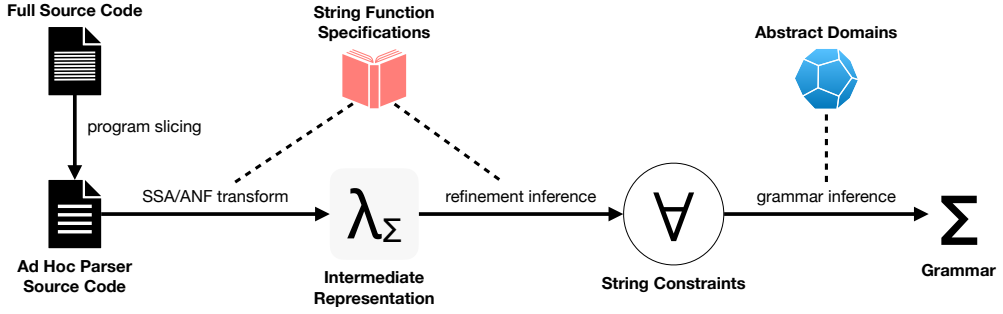 Full Source Code
String Function
Specifications
Abstract Domains
program slicing
SSA/ANF transform
refinement inference
grammar inference
λΣ
∀
Σ
Ad Hoc Parser
Source Code
Intermediate
Representation
String Constraints
Grammar